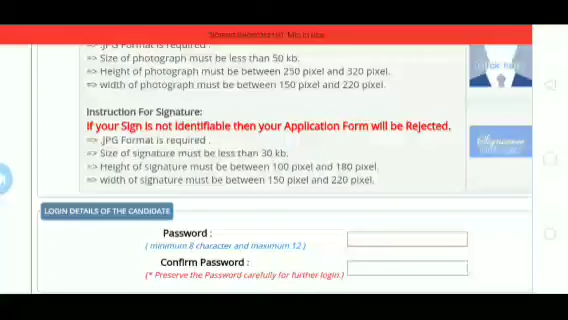 => .JPG Format is required .
=> Size of photograph must be less than 50 kb.
=> Height of photograph must be between 250 pixel and 320 pixel.
=> width of photograph must be between 150 pixel and 220 pixel.
Instruction For Signature:
If your Sign is not identifiable then your Application Form will be Rejected.
=> .JPG Format is required .
=> Size of signature must be less than 30 kb.
=> Height of signature must be between 100 pixel and 180 pixel.
=> width of signature must be between 150 pixel and 220 pixel.
Signature
LOGIN DETAILS OF THE CANDIDATE
Password :
( minimum 8 character and maximum 12 )
Confirm Password :
(* Preserve the Password carefully for further login.)